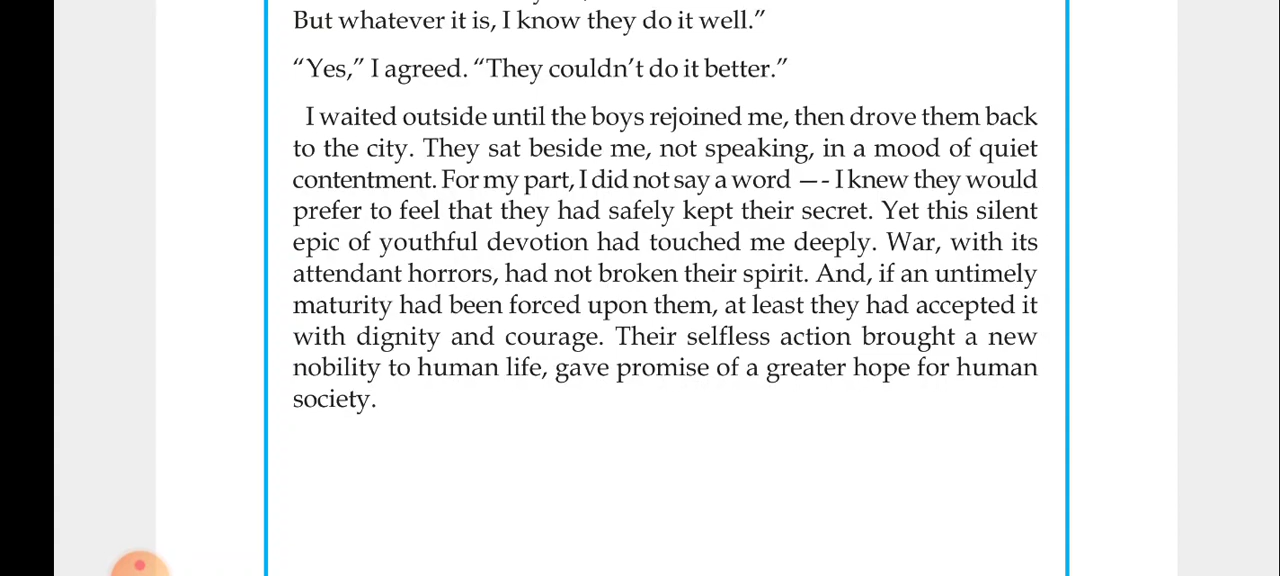 But whatever it is, I know they do it well.”
“Yes,” I agreed. “They couldn’t do it better.”
I waited outside until the boys rejoined me, then drove them back
to the city. They sat beside me, not speaking, in a mood of quiet
contentment. For my part, I did not say a word —- I knew they would
prefer to feel that they had safely kept their secret. Yet this silent
epic of youthful devotion had touched me deeply. War, with its
attendant horrors, had not broken their spirit. And, if an untimely
maturity had been forced upon them, at least they had accepted it
with dignity and courage. Their selfless action brought a new
nobility to human life, gave promise of a greater hope for human
society.